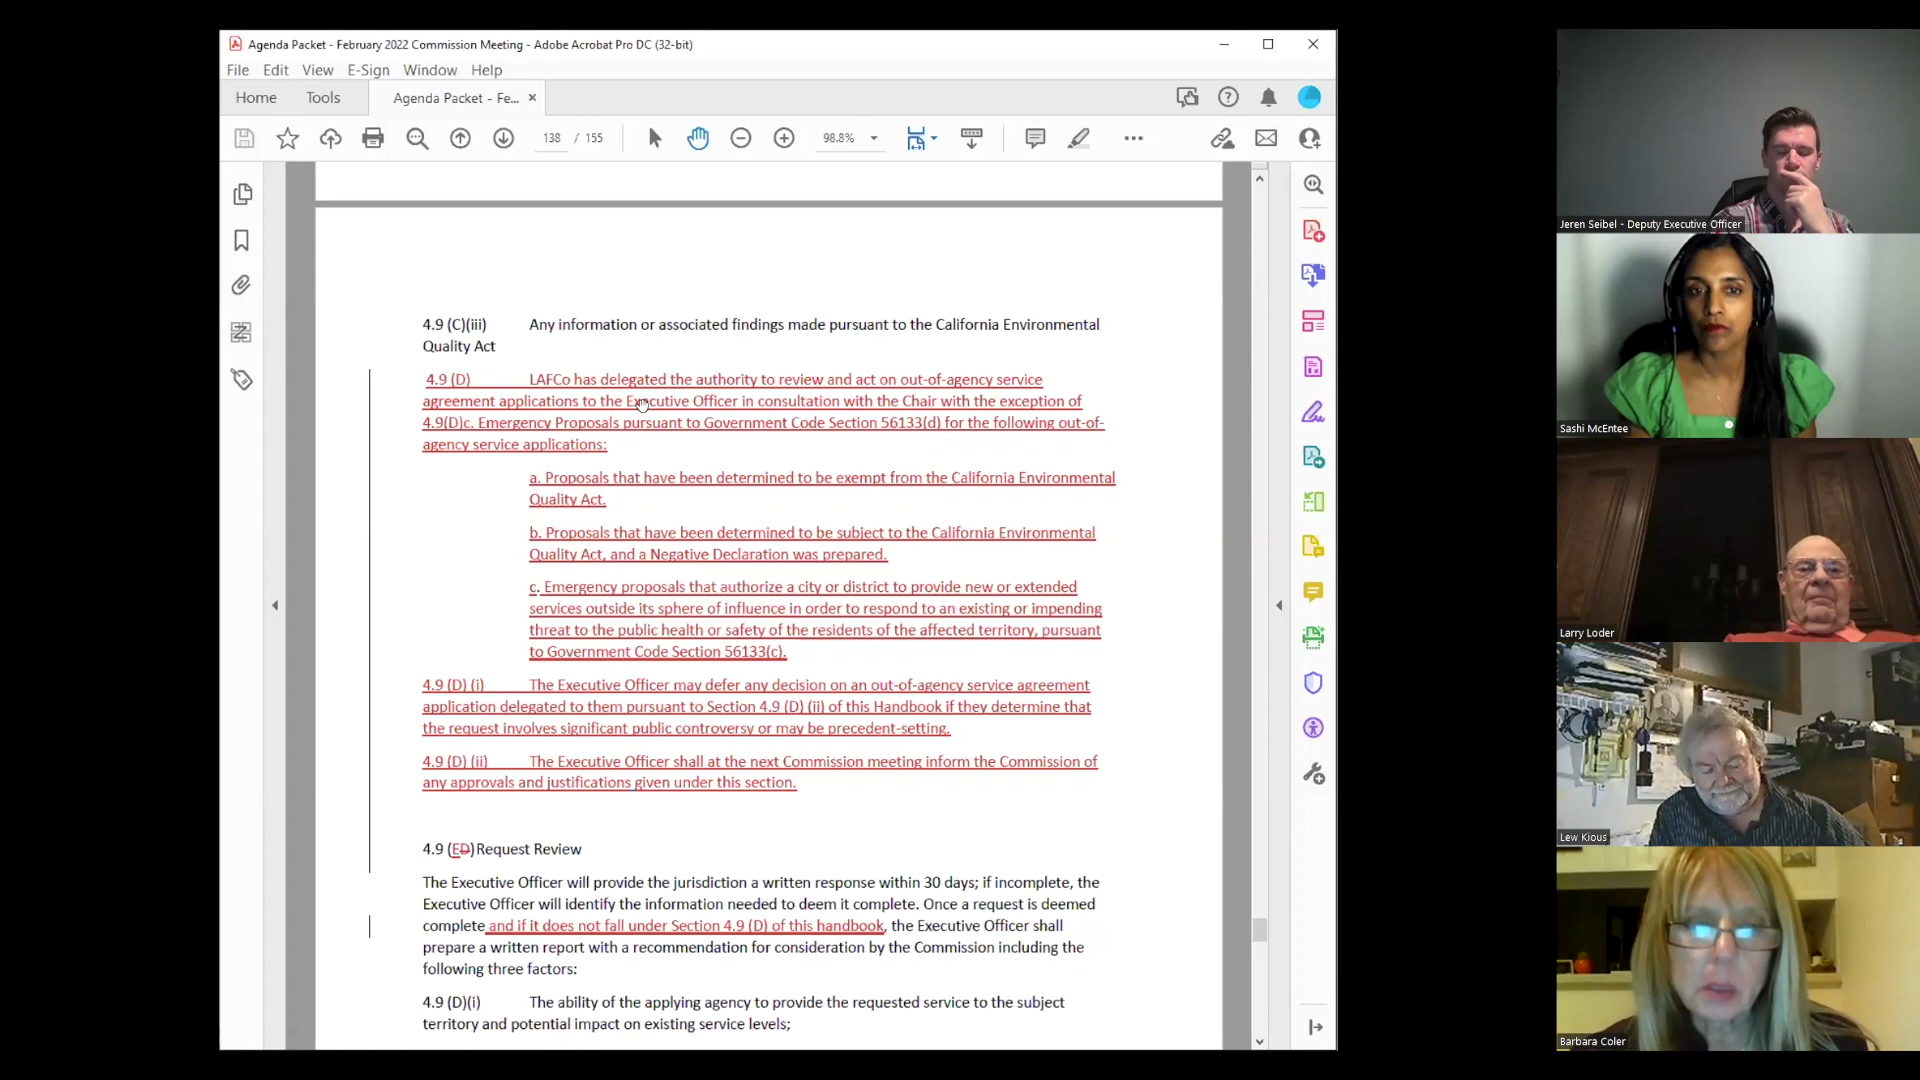 Agenda Packet - February 2022 Commission Meeting - Adobe Acrobat Pro DC (32-bit)
File Edit View E-Sign Window Help
Home Tools Agenda Packet - Fe... ×
138 / 155 98.8%
4.9 (C)(iii) Any information or associated findings made pursuant to the California Environmental
Quality Act
4.9 (D) LAFCo has delegated the authority to review and act on out-of-agency service
agreement applications to the Executive Officer in consultation with the Chair with the exception of
4.9(D)c. Emergency Proposals pursuant to Government Code Section 56133(d) for the following out-of-
agency service applications:
a. Proposals that have been determined to be exempt from the California Environmental
Quality Act.
b. Proposals that have been determined to be subject to the California Environmental
Quality Act, and a Negative Declaration was prepared.
c. Emergency proposals that authorize a city or district to provide new or extended
services outside its sphere of influence in order to respond to an existing or impending
threat to the public health or safety of the residents of the affected territory, pursuant
to Government Code Section 56133(c).
4.9 (D) (i) The Executive Officer may defer any decision on an out-of-agency service agreement
application delegated to them pursuant to Section 4.9 (D) (ii) of this Handbook if they determine that
the request involves significant public controversy or may be precedent-setting.
4.9 (D) (ii) The Executive Officer shall at the next Commission meeting inform the Commission of
any approvals and justifications given under this section.
4.9 (ED) Request Review
The Executive Officer will provide the jurisdiction a written response within 30 days; if incomplete, the
Executive Officer will identify the information needed to deem it complete. Once a request is deemed
complete and if it does not fall under Section 4.9 (D) of this handbook, the Executive Officer shall
prepare a written report with a recommendation for consideration by the Commission including the
following three factors:
4.9 (D)(i) The ability of the applying agency to provide the requested service to the subject
territory and potential impact on existing service levels;
Jeren Seibel - Deputy Executive Officer
Sashi McEntee
Larry Loder
Lew Kious
Barbara Coler